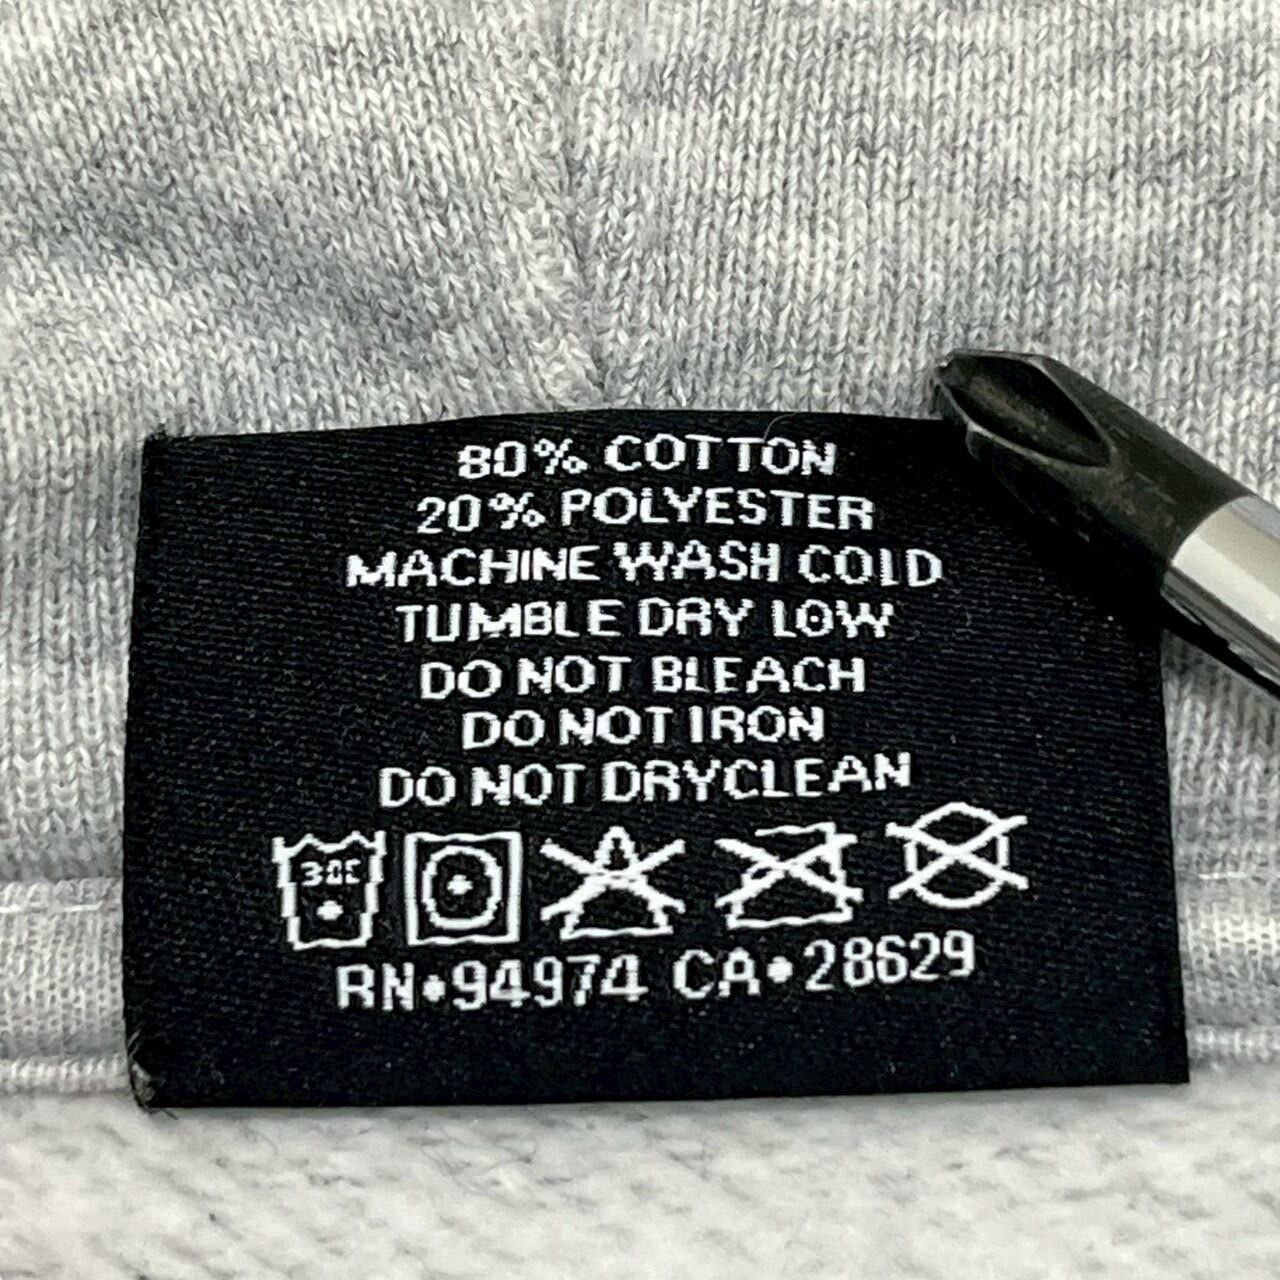 80% COTTON
20% POLYESTER
MACHINE WASH COLD
TUMBLE DRY LOW
DO NOT BLEACH
DO NOT IRON
DO NOT DRYCLEAN
RN•94974 CA•28629